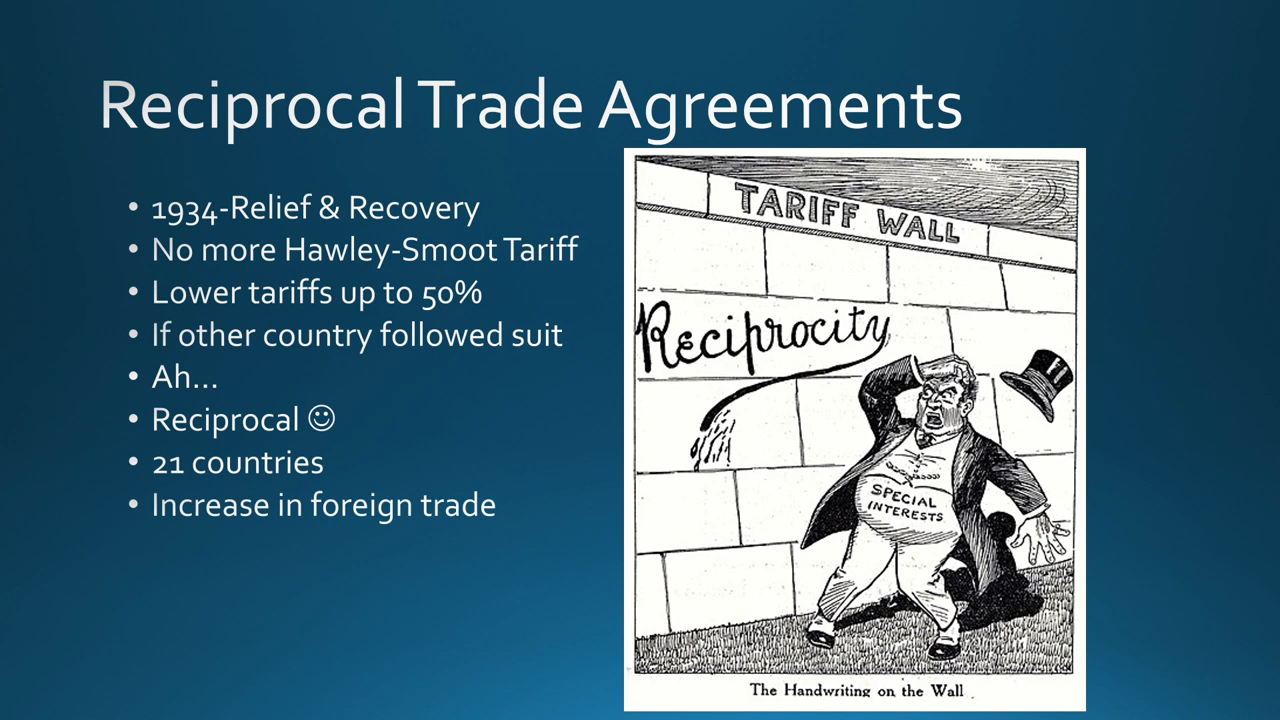 Reciprocal Trade Agreements
• 1934-Relief & Recovery
• No more Hawley-Smoot Tariff
• Lower tariffs up to 50%
• If other country followed suit
• Ah…
• Reciprocal ☺
• 21 countries
• Increase in foreign trade
TARIFF WALL
Reciprocity
SPECIAL
INTERESTS
The Handwriting on the Wall